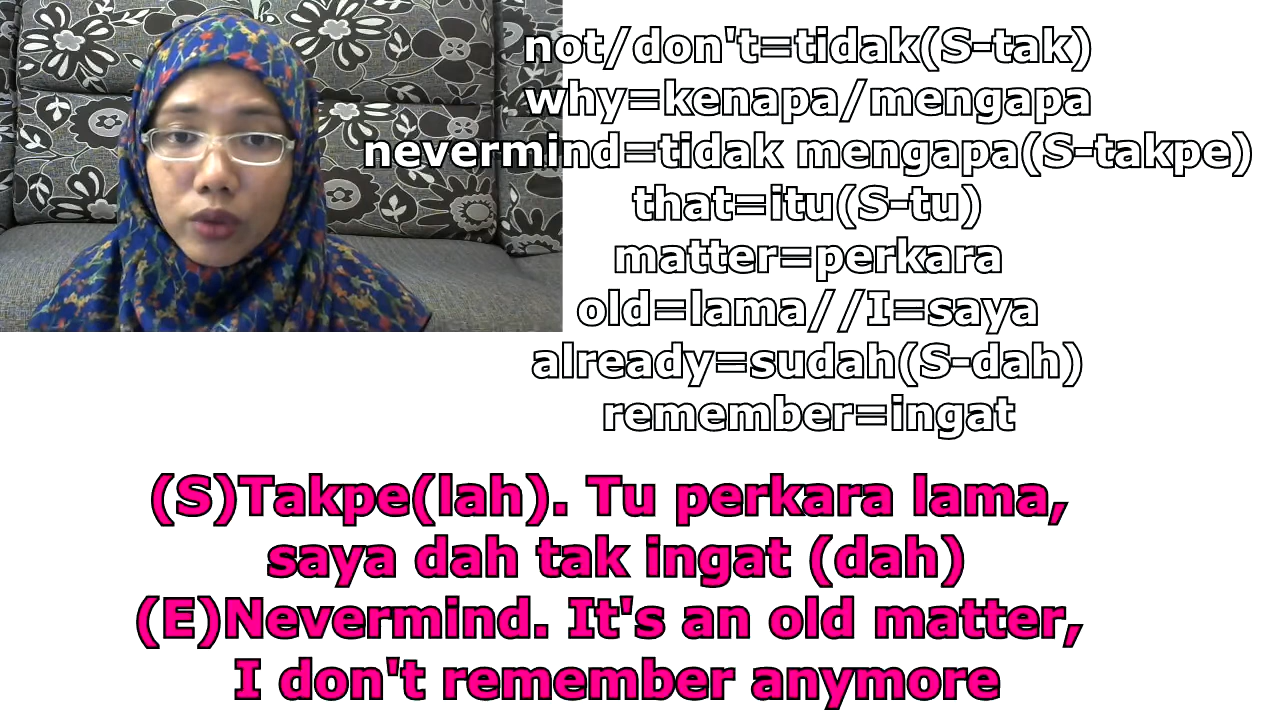 not/don't=tidak(S-tak)
why=kenapa/mengapa
nevermind=tidak mengapa(S-takpe)
that=itu(S-tu)
matter=perkara
old=lama//I=saya
already=sudah(S-dah)
remember=ingat
(S)Takpe(lah). Tu perkara lama,
saya dah tak ingat (dah)
(E)Nevermind. It's an old matter,
I don't remember anymore